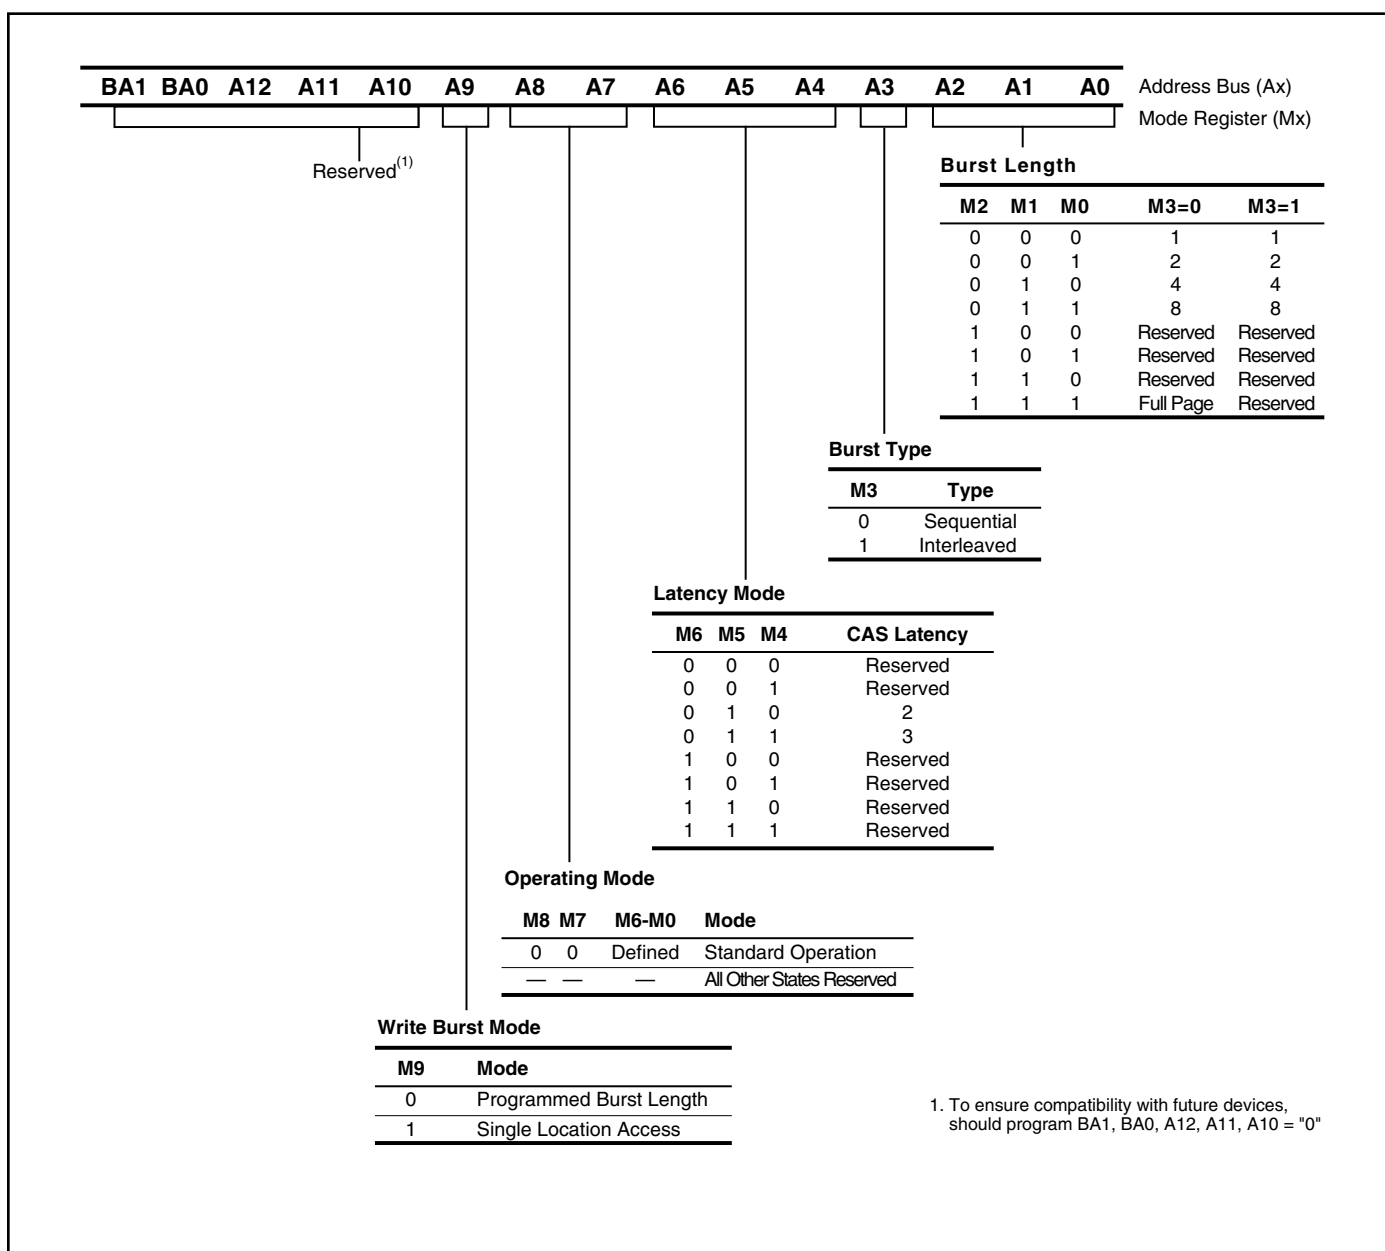 BA1 BA0 A12 A11 A10 A9 A8 A7 A6 A5 A4 A3 A2 A1 A0 Address Bus (Ax)
Mode Register (Mx)
Reserved(1)
Burst Length
M2 M1 M0 M3=0 M3=1
0 0 0 1 1
0 0 1 2 2
0 1 0 4 4
0 1 1 8 8
1 0 0 Reserved Reserved
1 0 1 Reserved Reserved
1 1 0 Reserved Reserved
1 1 1 Full Page Reserved
Burst Type
M3 Type
0 Sequential
1 Interleaved
Latency Mode
M6 M5 M4 CAS Latency
0 0 0 Reserved
0 0 1 Reserved
0 1 0 2
0 1 1 3
1 0 0 Reserved
1 0 1 Reserved
1 1 0 Reserved
1 1 1 Reserved
Operating Mode
M8 M7 M6-M0 Mode
0 0 Defined Standard Operation
— — — All Other States Reserved
Write Burst Mode
M9 Mode
0 Programmed Burst Length
1 Single Location Access
1. To ensure compatibility with future devices,
should program BA1, BA0, A12, A11, A10 = "0"